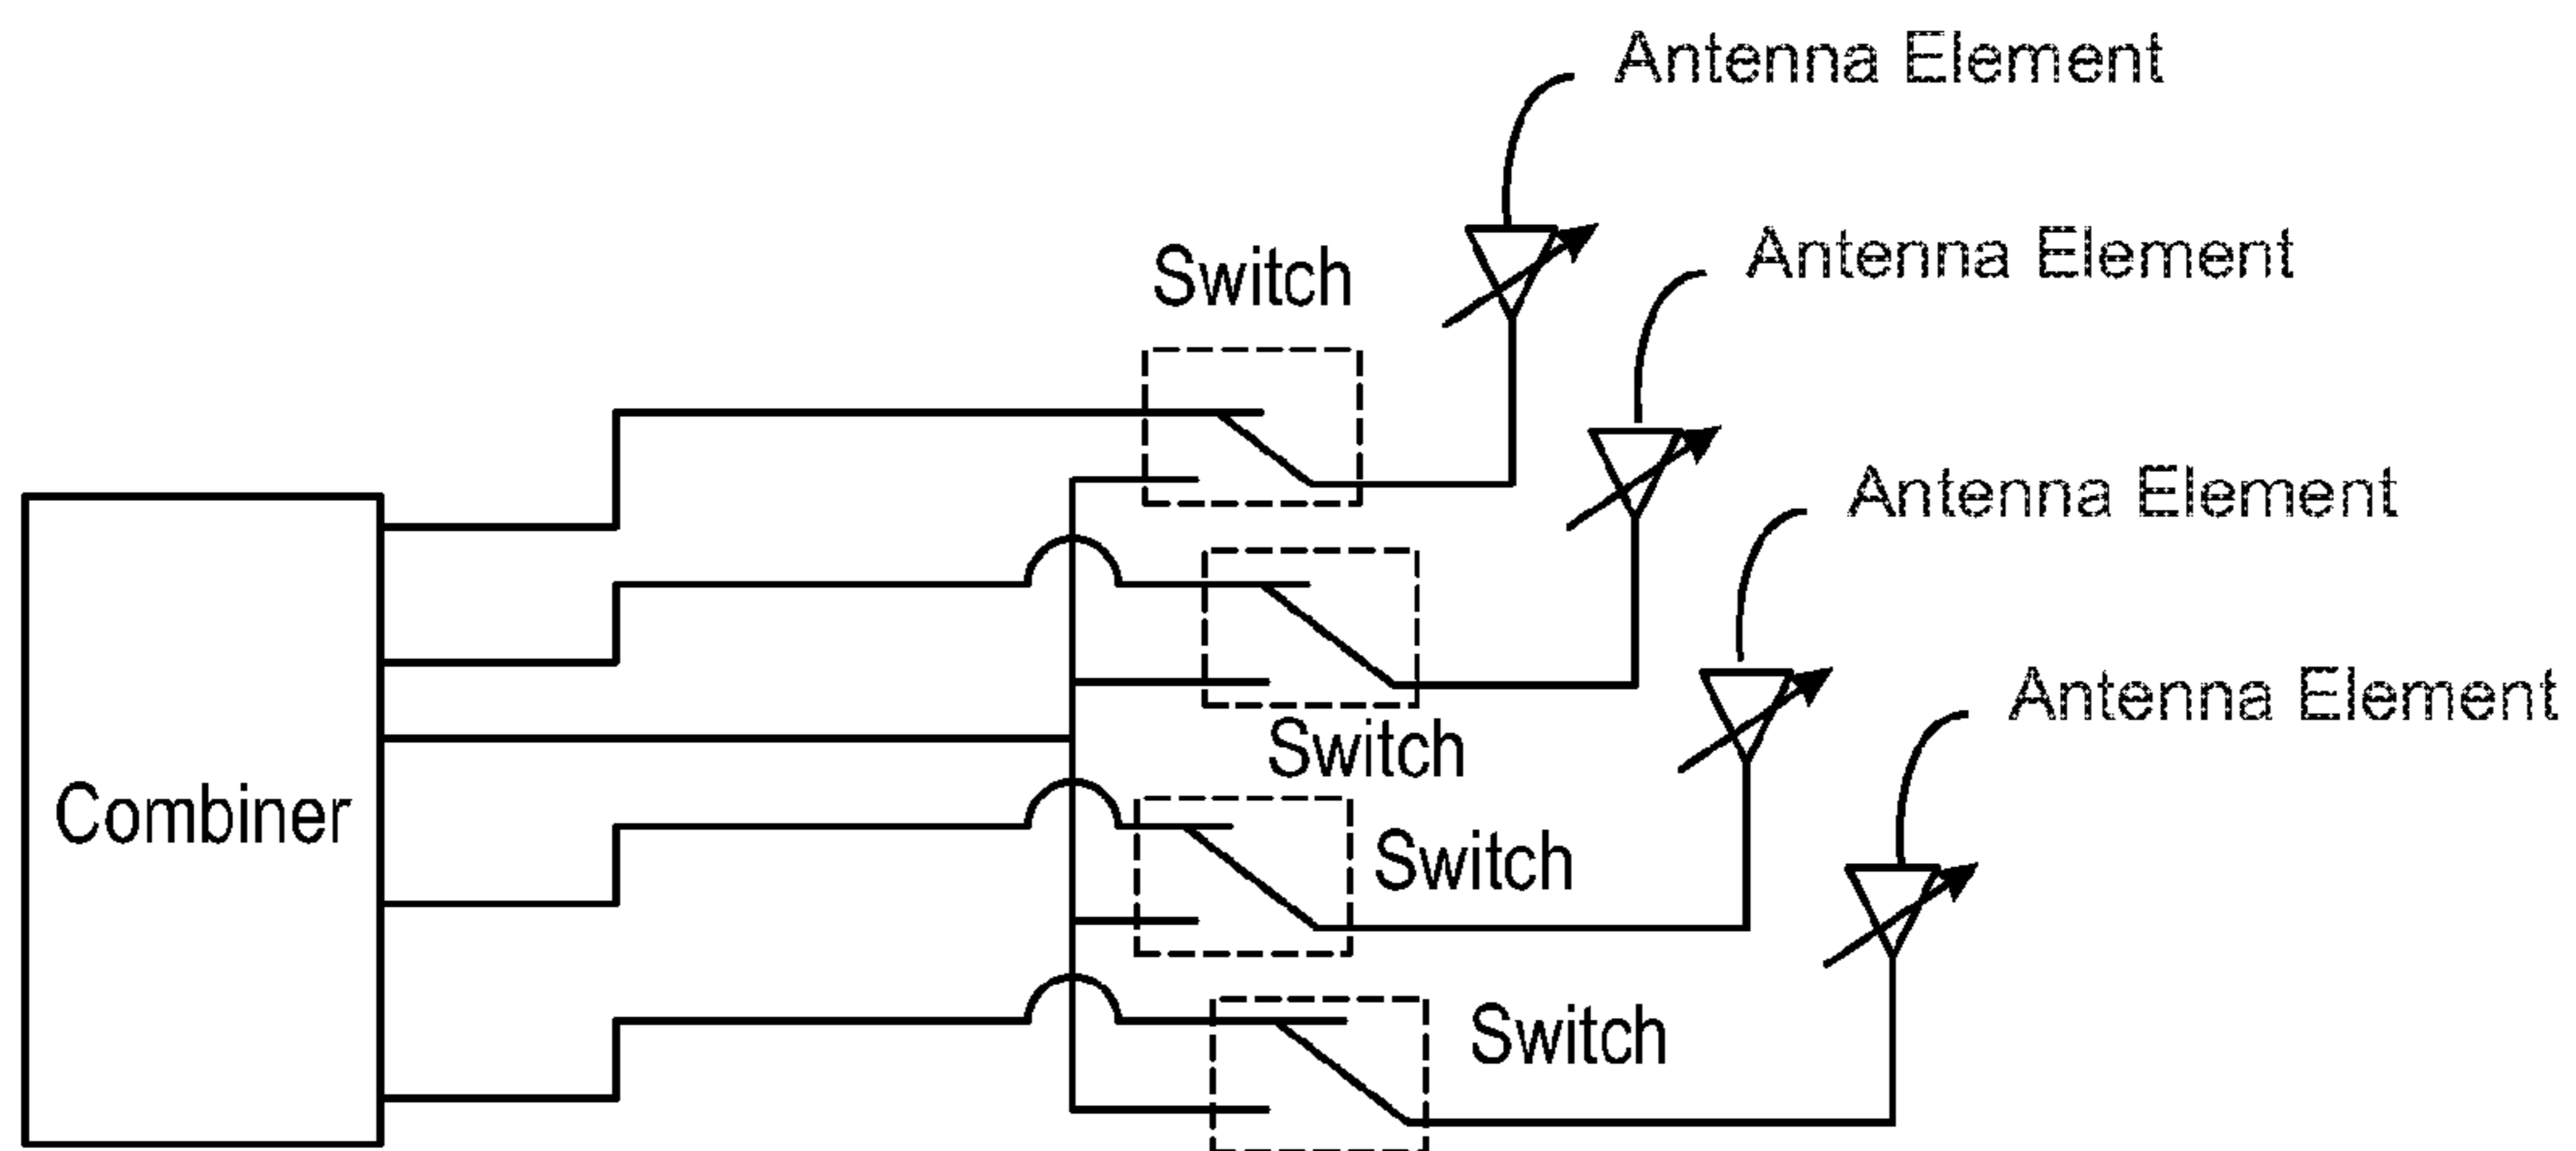 Antenna Element
Antenna Element
Switch
Antenna Element
Antenna Element
Switch
Combiner
Switch
Switch